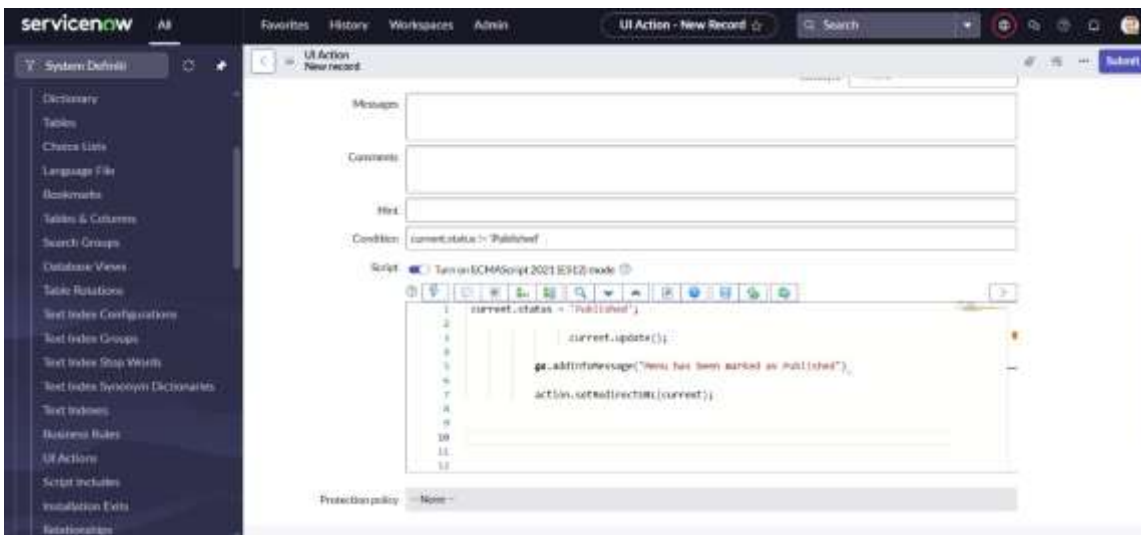 servicenow All Favorites History Workspaces Admin UI Action - New Record Search
System Definiti
UI Action
New record
Submit
Dictionary
Tables
Choice Lists
Language File
Bookmarks
Tables & Columns
Search Groups
Database Views
Table Rotations
Text Index Configurations
Text Index Groups
Text Index Stop Words
Text Index Synonym Dictionaries
Text Indexes
Business Rules
UI Actions
Script Includes
Installation Exits
Relationships
Messages
Comments
Hint
Condition current.status != 'Published'
Script Turn on ECMAScript 2021 (ES12) mode
1 current.status = 'Published';
2
3 current.update();
4
5 gs.addInfoMessage("Menu has been marked as Published");
6
7 action.setRedirectURL(current);
8
9
10
11
12
Protection policy -- None --